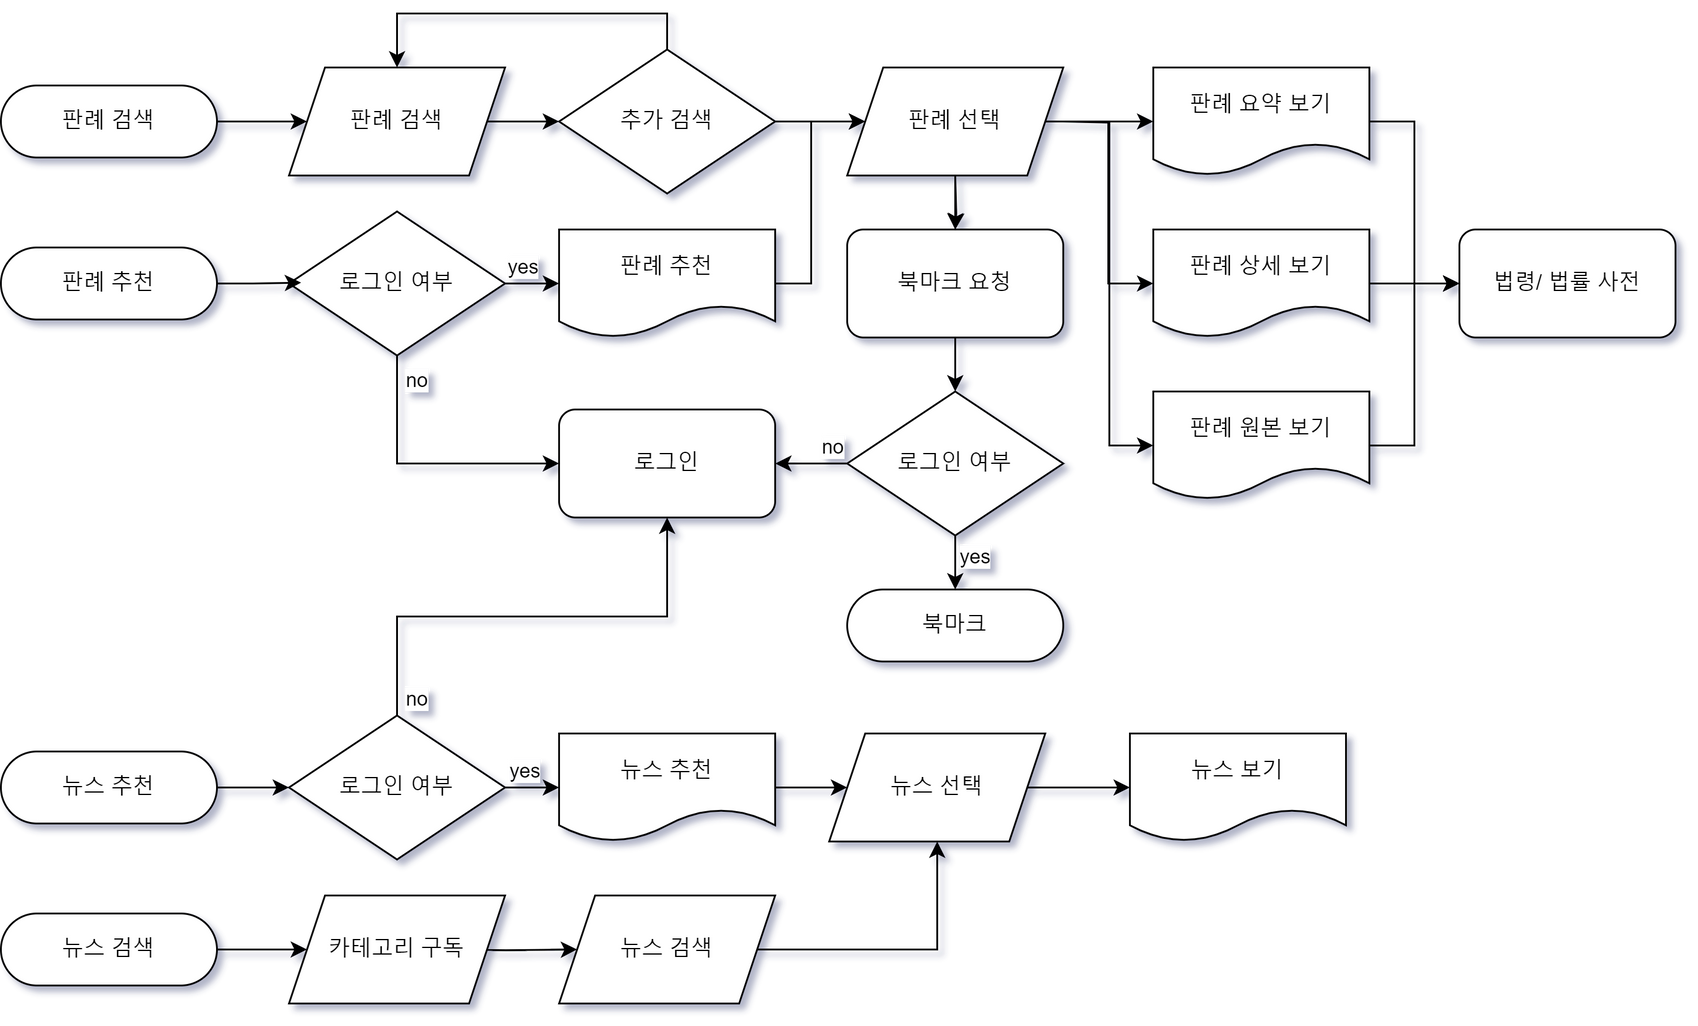 판례 검색
판례 검색
추가 검색
판례 선택
판례 요약 보기
판례 추천
로그인 여부
yes
판례 추천
북마크 요청
판례 상세 보기
법령/ 법률 사전
no
로그인
no
로그인 여부
판례 원본 보기
yes
북마크
no
뉴스 추천
로그인 여부
yes
뉴스 추천
뉴스 선택
뉴스 보기
뉴스 검색
카테고리 구독
뉴스 검색